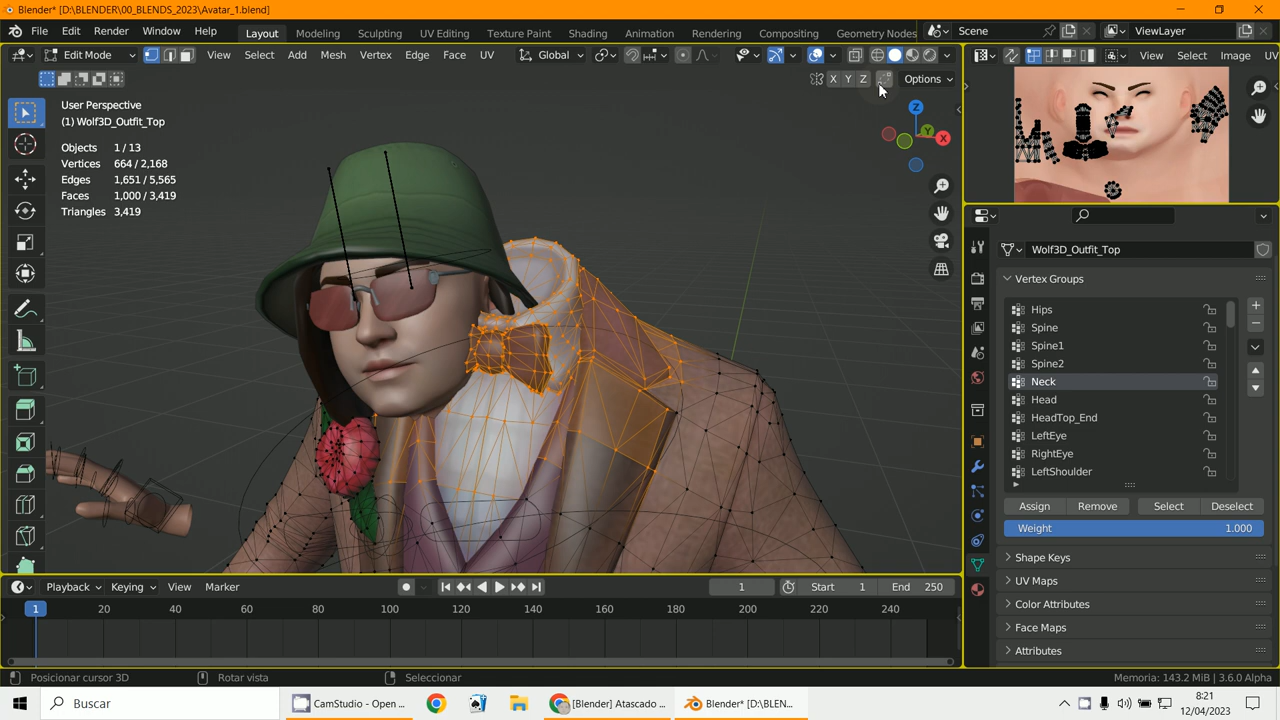 Blender* [D:\BLENDER\00_BLENDS_2023\Avatar_1.blend]
File Edit Render Window Help Layout Modeling Sculpting UV Editing Texture Paint Shading Animation Rendering Compositing Geometry Nodes Scene ViewLayer
Edit Mode View Select Add Mesh Vertex Edge Face UV Global View Select Image UV
X Y Z Options
User Perspective
(1) Wolf3D_Outfit_Top
Objects 1 / 13
Vertices 664 / 2,168
Edges 1,651 / 5,565
Faces 1,000 / 3,419
Triangles 3,419
Z
Y
X
Wolf3D_Outfit_Top
Vertex Groups
Hips
Spine
Spine1
Spine2
Neck
Head
HeadTop_End
LeftEye
RightEye
LeftShoulder
Assign Remove Select Deselect
Weight 1.000
Shape Keys
UV Maps
Color Attributes
Face Maps
Attributes
Playback Keying View Marker 1 Start 1 End 250
1 20 40 60 80 100 120 140 160 180 200 220 240
Posicionar cursor 3D Rotar vista Seleccionar Memoria: 143.2 MiB | 3.6.0 Alpha
Buscar CamStudio - Open ... [Blender] Atascado ... Blender* [D:\BLEN...
8:21
12/04/2023